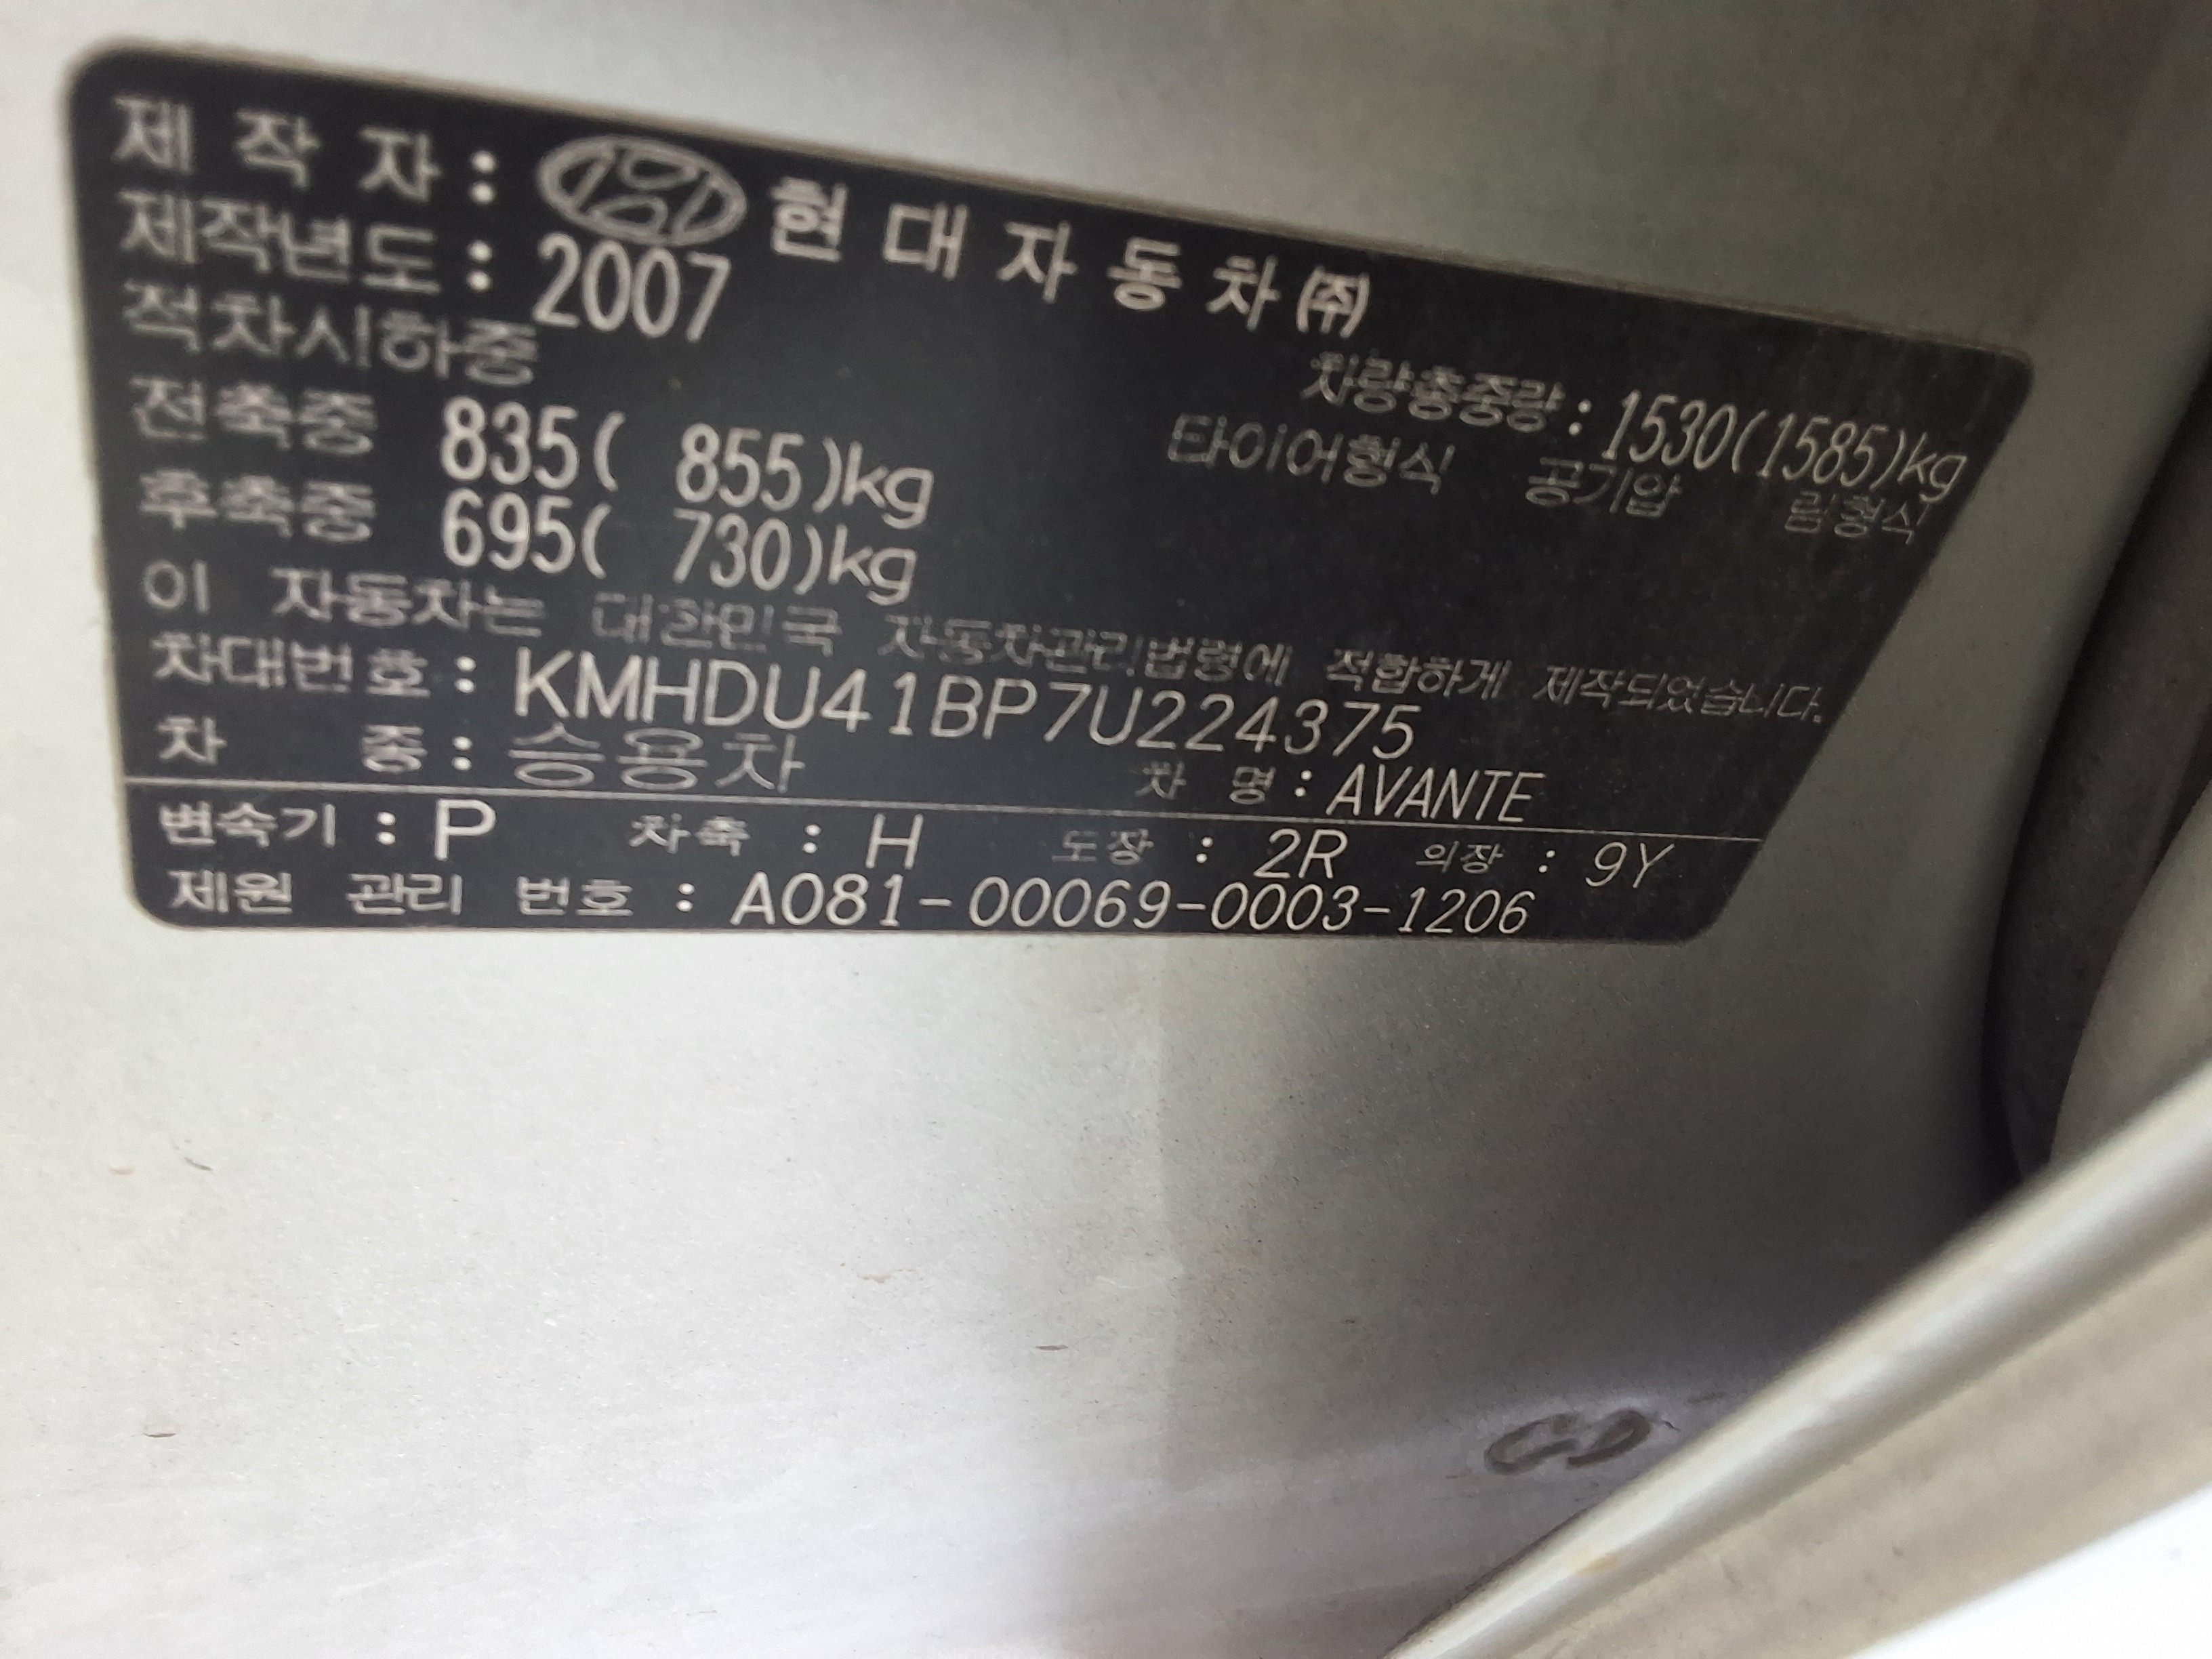 제 작 자 : 현 대 자 동 차 ㈜
제작년도 : 2007
적차시하중
차량총중량 : 1530(1585)kg
전축중 835( 855)kg
타이어형식 공기압 림형식
후축중 695( 730)kg
이 자동차는 대한민국 자동차관리법령에 적합하게 제작되었습니다.
차대번호 : KMHDU41BP7U224375
차 종 : 승용차 차 명 : AVANTE
변속기 : P 차축 : H 도장 : 2R 의장 : 9Y
제원 관리 번호 : A081-00069-0003-1206